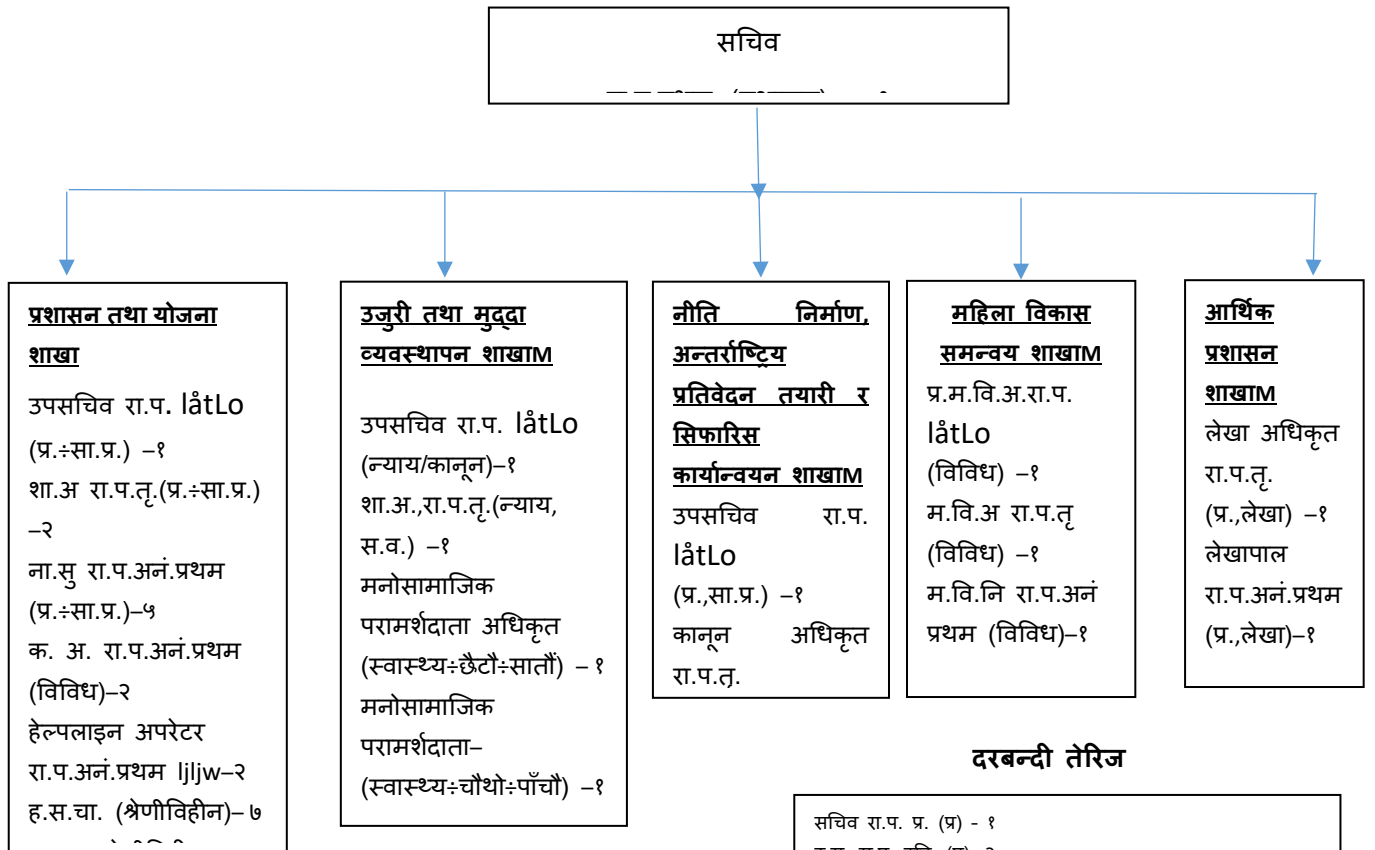 सचिव
प्रशासन तथा योजना
शाखा
उपसचिव रा.प. låtLo
(प्र.÷सा.प्र.) –१
शा.अ रा.प.तृ.(प्र.÷सा.प्र.)
–२
ना.सु रा.प.अनं.प्रथम
(प्र.÷सा.प्र.)–५
क. अ. रा.प.अनं.प्रथम
(विविध)–२
हेल्पलाइन अपरेटर
रा.प.अनं.प्रथम ljljw–२
ह.स.चा. (श्रेणीविहीन)– ७
उजुरी तथा मुद्दा
व्यवस्थापन शाखाM
उपसचिव रा.प. låtLo
(न्याय/कानून)–१
शा.अ.,रा.प.तृ.(न्याय,
स.व.) –१
मनोसामाजिक
परामर्शदाता अधिकृत
(स्वास्थ्य÷छैटौ÷सातौं) – १
मनोसामाजिक
परामर्शदाता–
(स्वास्थ्य÷चौथो÷पाँचौ) –१
नीति निर्माण,
अन्तर्राष्ट्रिय
प्रतिवेदन तयारी र
सिफारिस
कार्यान्वयन शाखाM
उपसचिव रा.प.
låtLo
(प्र.,सा.प्र.) –१
कानून अधिकृत
रा.प.तृ.
महिला विकास
समन्वय शाखाM
प्र.म.वि.अ.रा.प.
låtLo
(विविध) –१
म.वि.अ रा.प.तृ
(विविध) –१
म.वि.नि रा.प.अनं
प्रथम (विविध)–१
आर्थिक
प्रशासन
शाखाM
लेखा अधिकृत
रा.प.तृ.
(प्र.,लेखा) –१
लेखापाल
रा.प.अनं.प्रथम
(प्र.,लेखा)–१
दरबन्दी तेरिज
सचिव रा.प. प्र. (प्र) - १